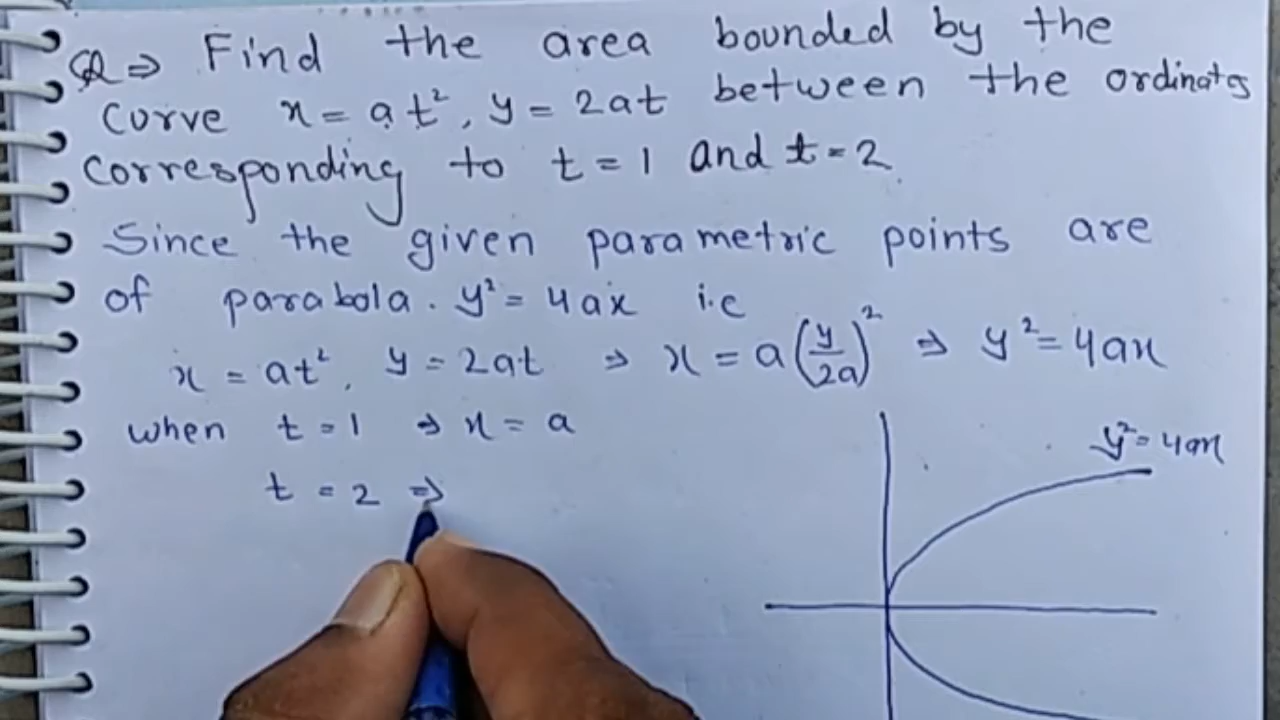 Q ⇒ Find the area bounded by the
curve x = at², y = 2at between the ordinates
corresponding to t = 1 and t = 2.
Since the given parametric points are
of parabola. y² = 4ax i.e
x = at², y = 2at ⇒ x = a(y/2a)² ⇒ y² = 4ax
when t = 1 ⇒ x = a
y² = 4ax
t = 2 ⇒